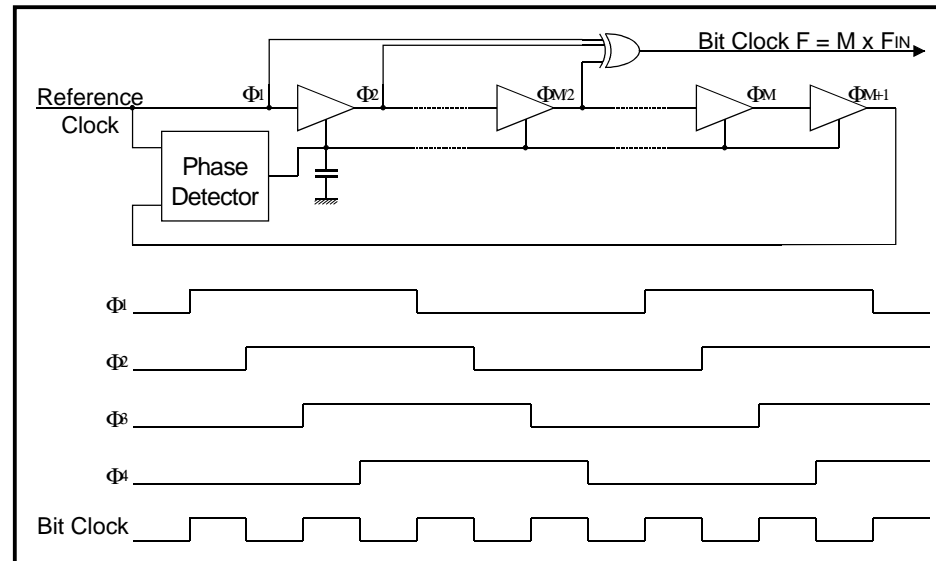 Bit Clock F = M x FIN
Reference Clock
Φ1
Φ2
ΦM/2
ΦM
ΦM+1
Phase Detector
Φ1
Φ2
Φ3
Φ4
Bit Clock